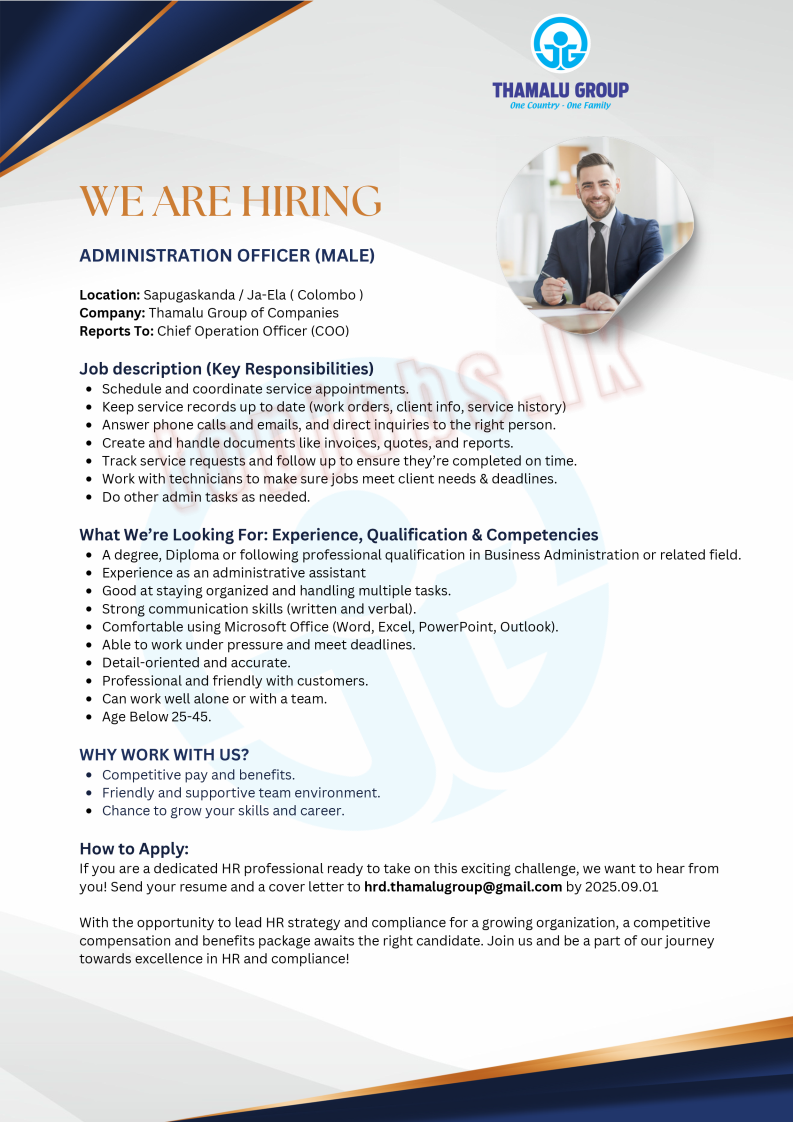 THAMALU GROUP
One Country - One Family
WE ARE HIRING
ADMINISTRATION OFFICER (MALE)
Location: Sapugaskanda / Ja-Ela ( Colombo )
Company: Thamalu Group of Companies
Reports To: Chief Operation Officer (COO)
Job description (Key Responsibilities)
• Schedule and coordinate service appointments.
• Keep service records up to date (work orders, client info, service history)
• Answer phone calls and emails, and direct inquiries to the right person.
• Create and handle documents like invoices, quotes, and reports.
• Track service requests and follow up to ensure they’re completed on time.
• Work with technicians to make sure jobs meet client needs & deadlines.
• Do other admin tasks as needed.
topjobs.lk
What We’re Looking For: Experience, Qualification & Competencies
• A degree, Diploma or following professional qualification in Business Administration or related field.
• Experience as an administrative assistant
• Good at staying organized and handling multiple tasks.
• Strong communication skills (written and verbal).
• Comfortable using Microsoft Office (Word, Excel, PowerPoint, Outlook).
• Able to work under pressure and meet deadlines.
• Detail-oriented and accurate.
• Professional and friendly with customers.
• Can work well alone or with a team.
• Age Below 25-45.
WHY WORK WITH US?
• Competitive pay and benefits.
• Friendly and supportive team environment.
• Chance to grow your skills and career.
How to Apply:
If you are a dedicated HR professional ready to take on this exciting challenge, we want to hear from
you! Send your resume and a cover letter to hrd.thamalugroup@gmail.com by 2025.09.01
With the opportunity to lead HR strategy and compliance for a growing organization, a competitive
compensation and benefits package awaits the right candidate. Join us and be a part of our journey
towards excellence in HR and compliance!